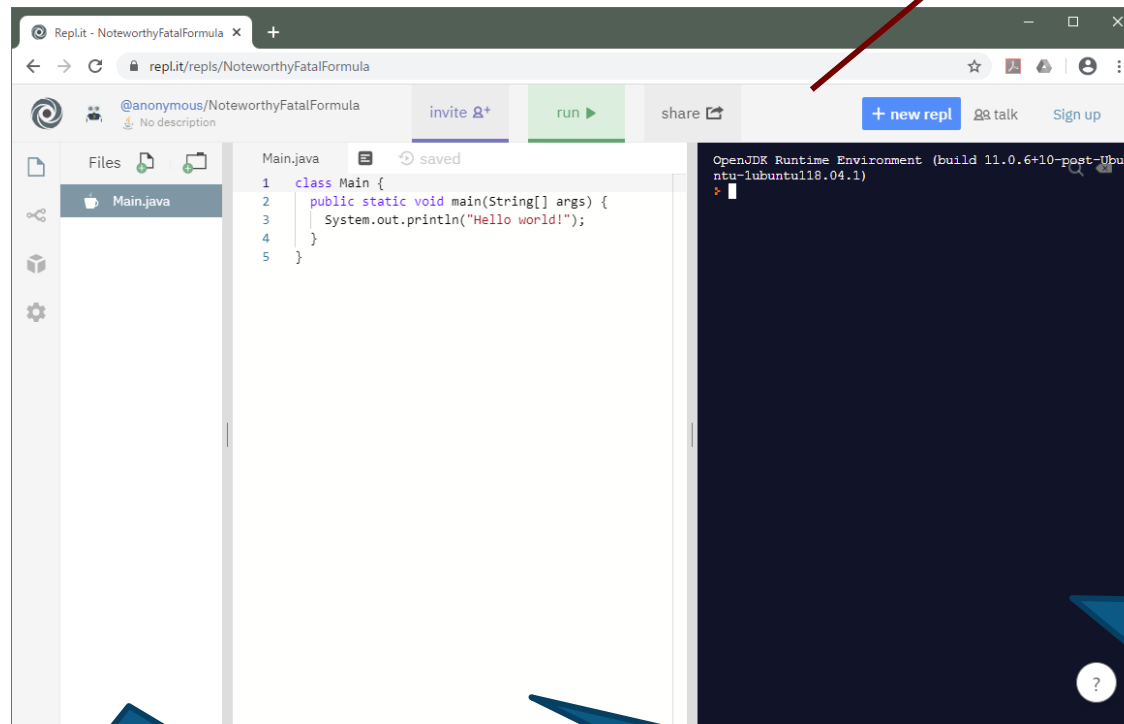 Repl.it - NoteworthyFatalFormula
repl.it/repls/NoteworthyFatalFormula
@anonymous/NoteworthyFatalFormula
No description
invite
run
share
+ new repl
talk
Sign up
Files
Main.java
Main.java
saved
1 class Main {
2 public static void main(String[] args) {
3 System.out.println("Hello world!");
4 }
5 }
OpenJDK Runtime Environment (build 11.0.6+10-post-Ubu
ntu-1ubuntu118.04.1)
>
?